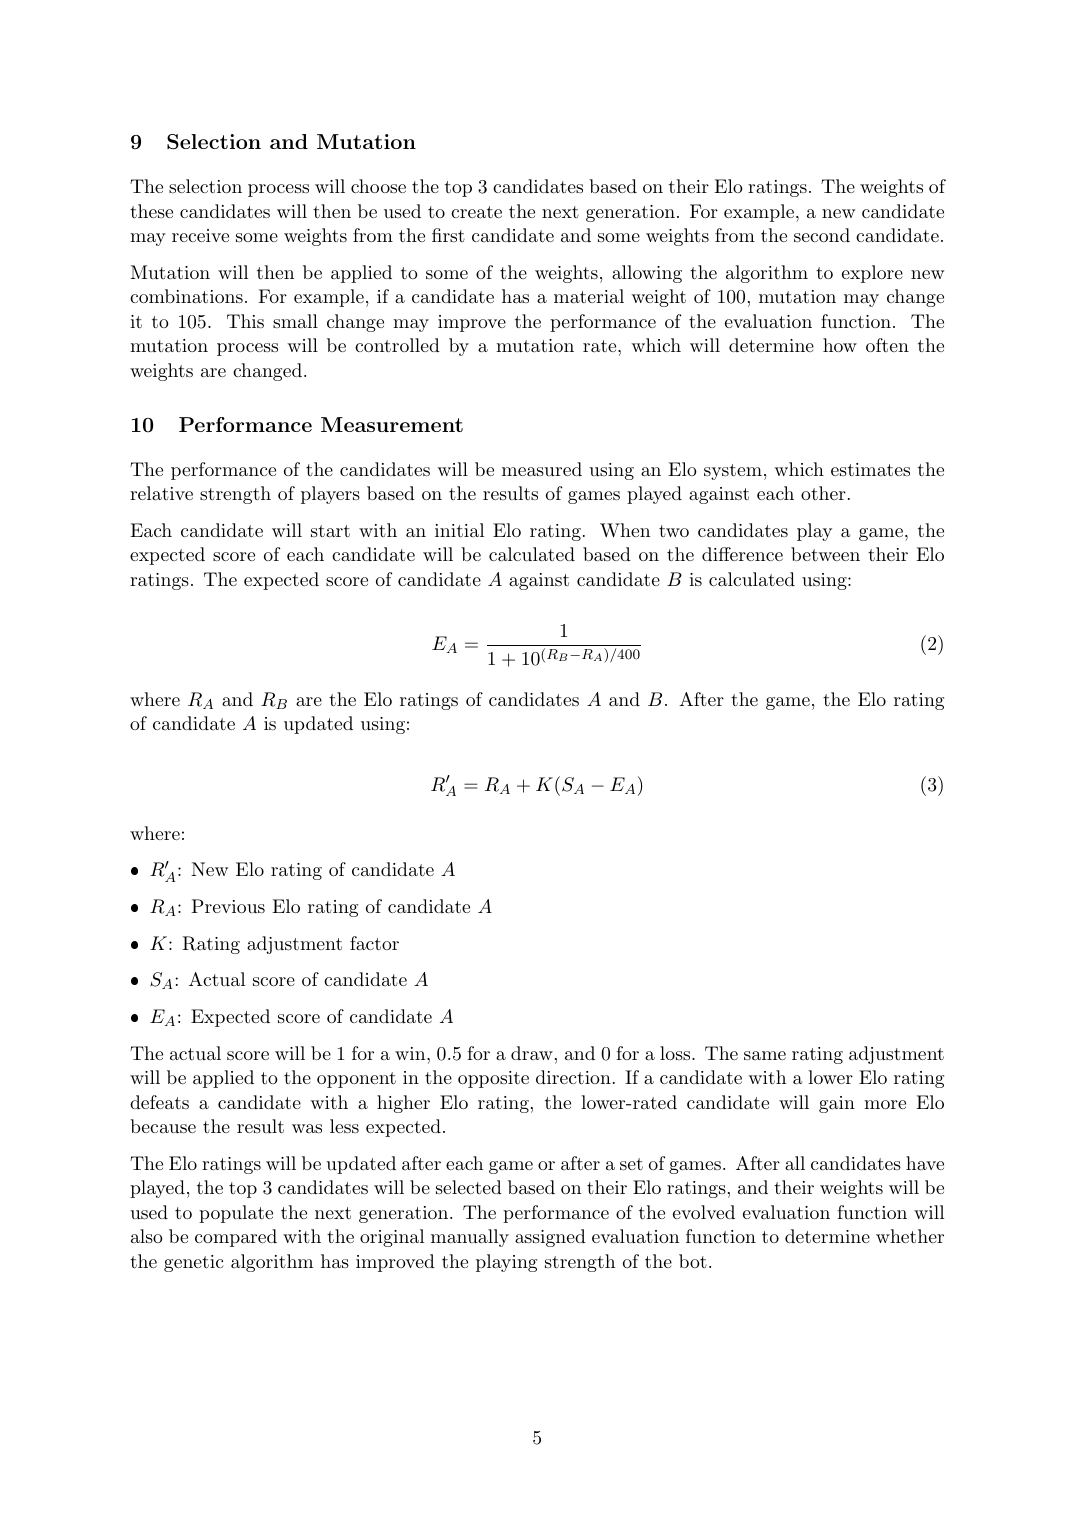 9 Selection and Mutation
The selection process will choose the top 3 candidates based on their Elo ratings. The weights of
these candidates will then be used to create the next generation. For example, a new candidate
may receive some weights from the first candidate and some weights from the second candidate.
Mutation will then be applied to some of the weights, allowing the algorithm to explore new
combinations. For example, if a candidate has a material weight of 100, mutation may change
it to 105. This small change may improve the performance of the evaluation function. The
mutation process will be controlled by a mutation rate, which will determine how often the
weights are changed.
10 Performance Measurement
The performance of the candidates will be measured using an Elo system, which estimates the
relative strength of players based on the results of games played against each other.
Each candidate will start with an initial Elo rating. When two candidates play a game, the
expected score of each candidate will be calculated based on the difference between their Elo
ratings. The expected score of candidate A against candidate B is calculated using:
E_A = 1 / (1 + 10^{(R_B−R_A)/400}) (2)
where R_A and R_B are the Elo ratings of candidates A and B. After the game, the Elo rating
of candidate A is updated using:
R′_A = R_A + K(S_A − E_A) (3)
where:
• R′_A: New Elo rating of candidate A
• R_A: Previous Elo rating of candidate A
• K: Rating adjustment factor
• S_A: Actual score of candidate A
• E_A: Expected score of candidate A
The actual score will be 1 for a win, 0.5 for a draw, and 0 for a loss. The same rating adjustment
will be applied to the opponent in the opposite direction. If a candidate with a lower Elo rating
defeats a candidate with a higher Elo rating, the lower-rated candidate will gain more Elo
because the result was less expected.
The Elo ratings will be updated after each game or after a set of games. After all candidates have
played, the top 3 candidates will be selected based on their Elo ratings, and their weights will be
used to populate the next generation. The performance of the evolved evaluation function will
also be compared with the original manually assigned evaluation function to determine whether
the genetic algorithm has improved the playing strength of the bot.
5